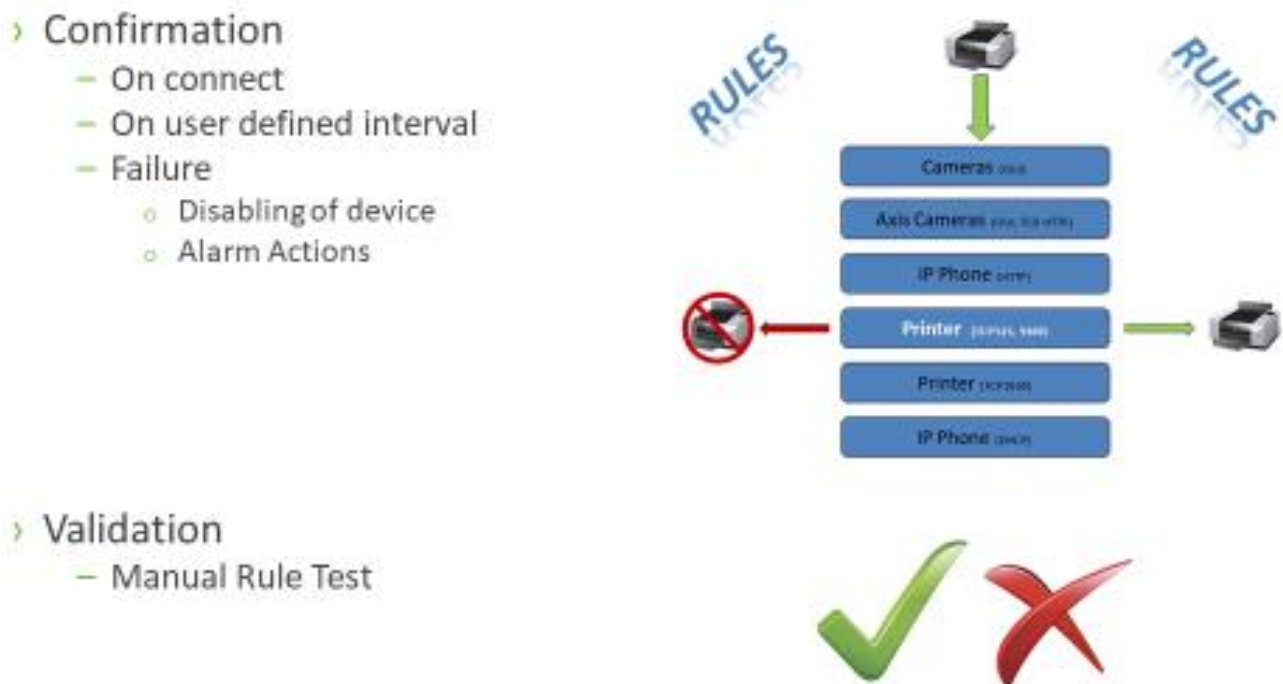 › Confirmation
– On connect
– On user defined interval
– Failure
○ Disabling of device
○ Alarm Actions
RULES
RULES
Cameras
Axis Cameras
IP Phone
Printer
Printer
IP Phone
› Validation
– Manual Rule Test